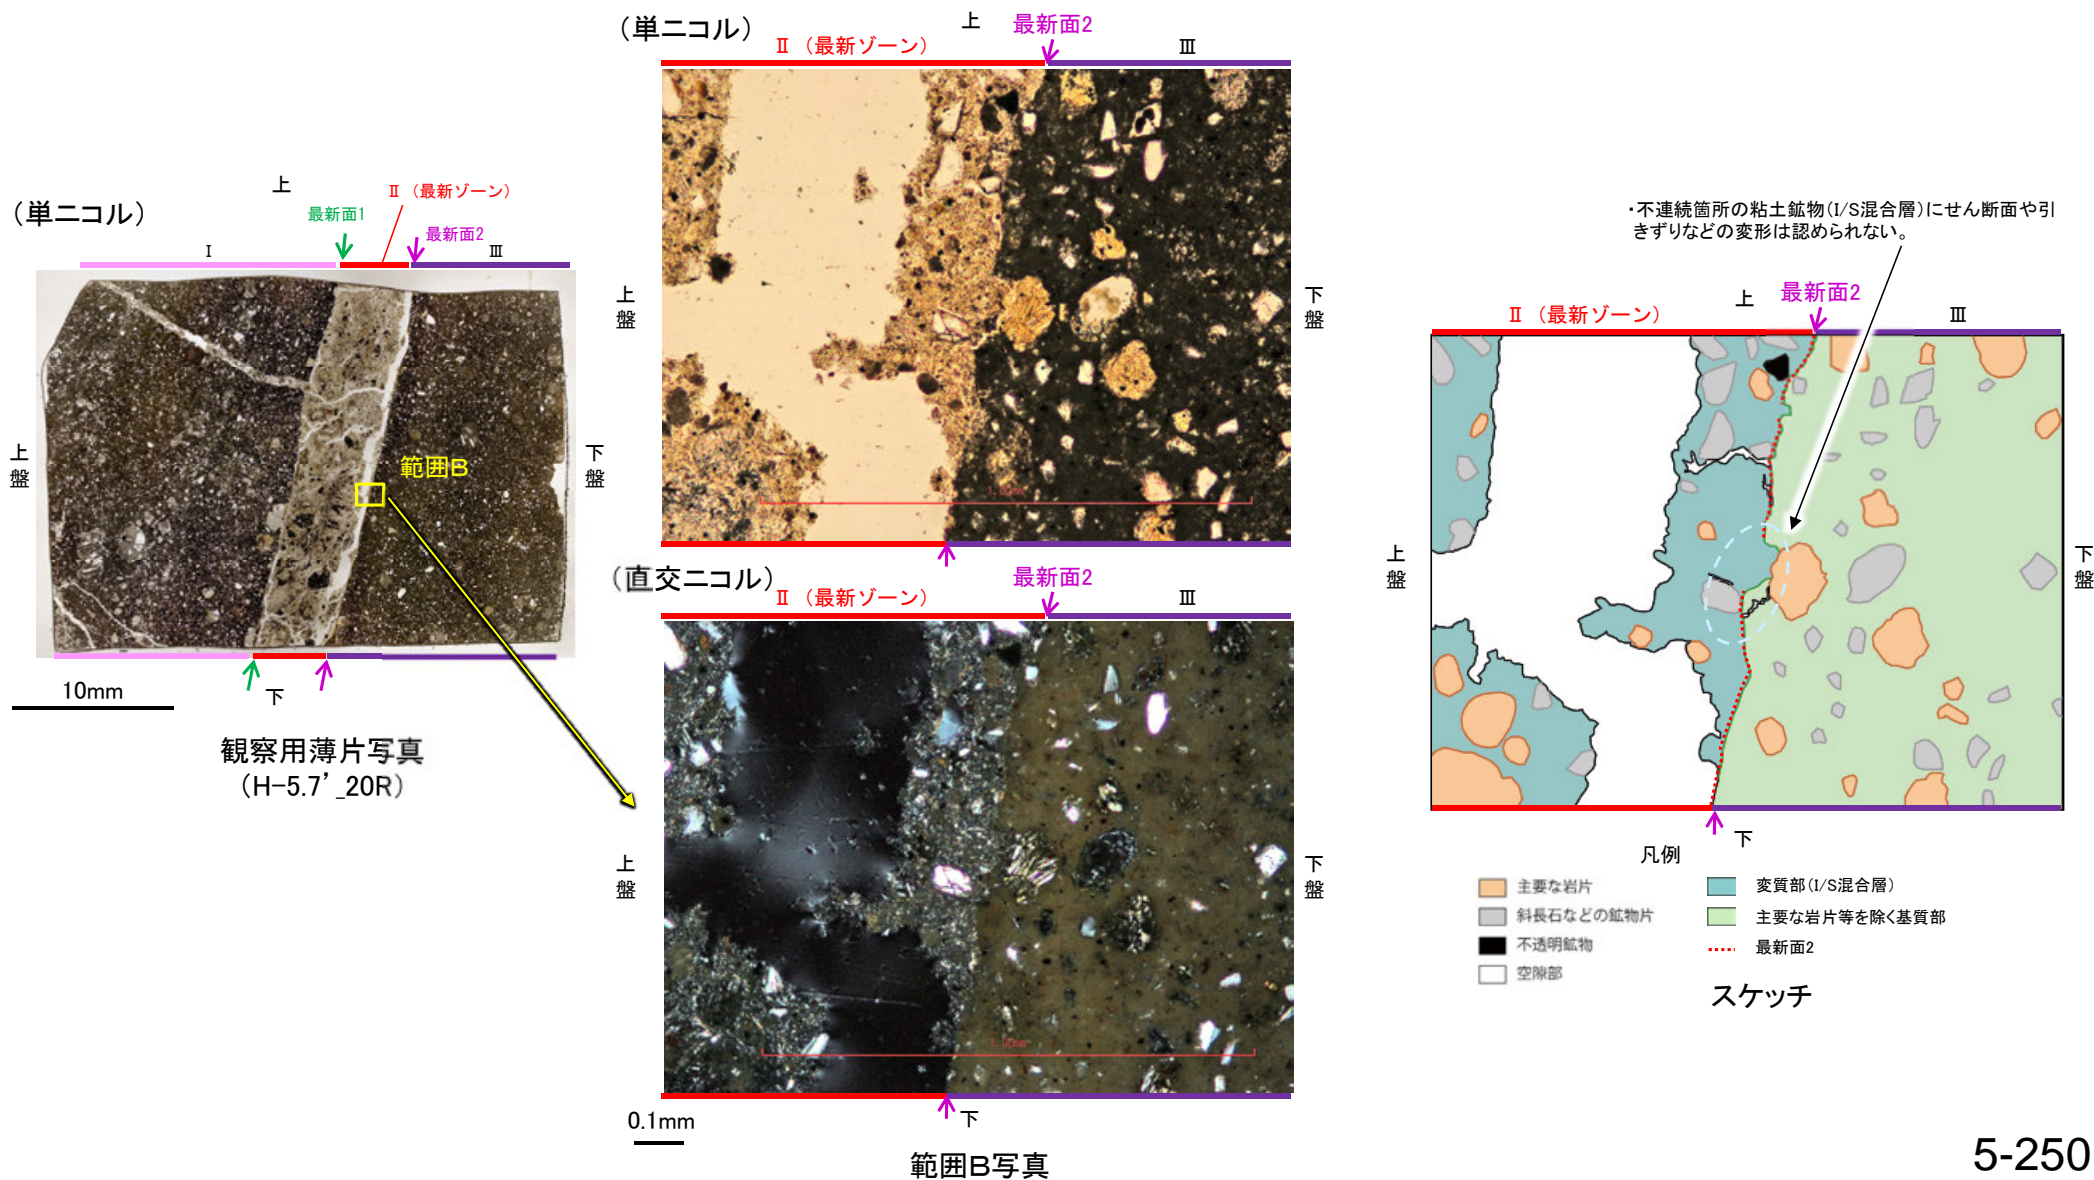 (単ニコル)
上
Ⅱ (最新ゾーン)
最新面1
最新面2
Ⅰ
Ⅲ
上盤
下盤
範囲B
10mm
下
観察用薄片写真
(H-5.7’_20R)
(単ニコル)
上
最新面2
Ⅱ (最新ゾーン)
Ⅲ
上盤
下盤
(直交ニコル)
最新面2
Ⅱ (最新ゾーン)
Ⅲ
上盤
下盤
0.1mm
下
範囲B写真
・不連続箇所の粘土鉱物(I/S混合層)にせん断面や引
きずりなどの変形は認められない。
上
最新面2
Ⅱ (最新ゾーン)
Ⅲ
上盤
下盤
下
凡例
主要な岩片
斜長石などの鉱物片
不透明鉱物
空隙部
変質部(I/S混合層)
主要な岩片等を除く基質部
最新面2
スケッチ
5-250